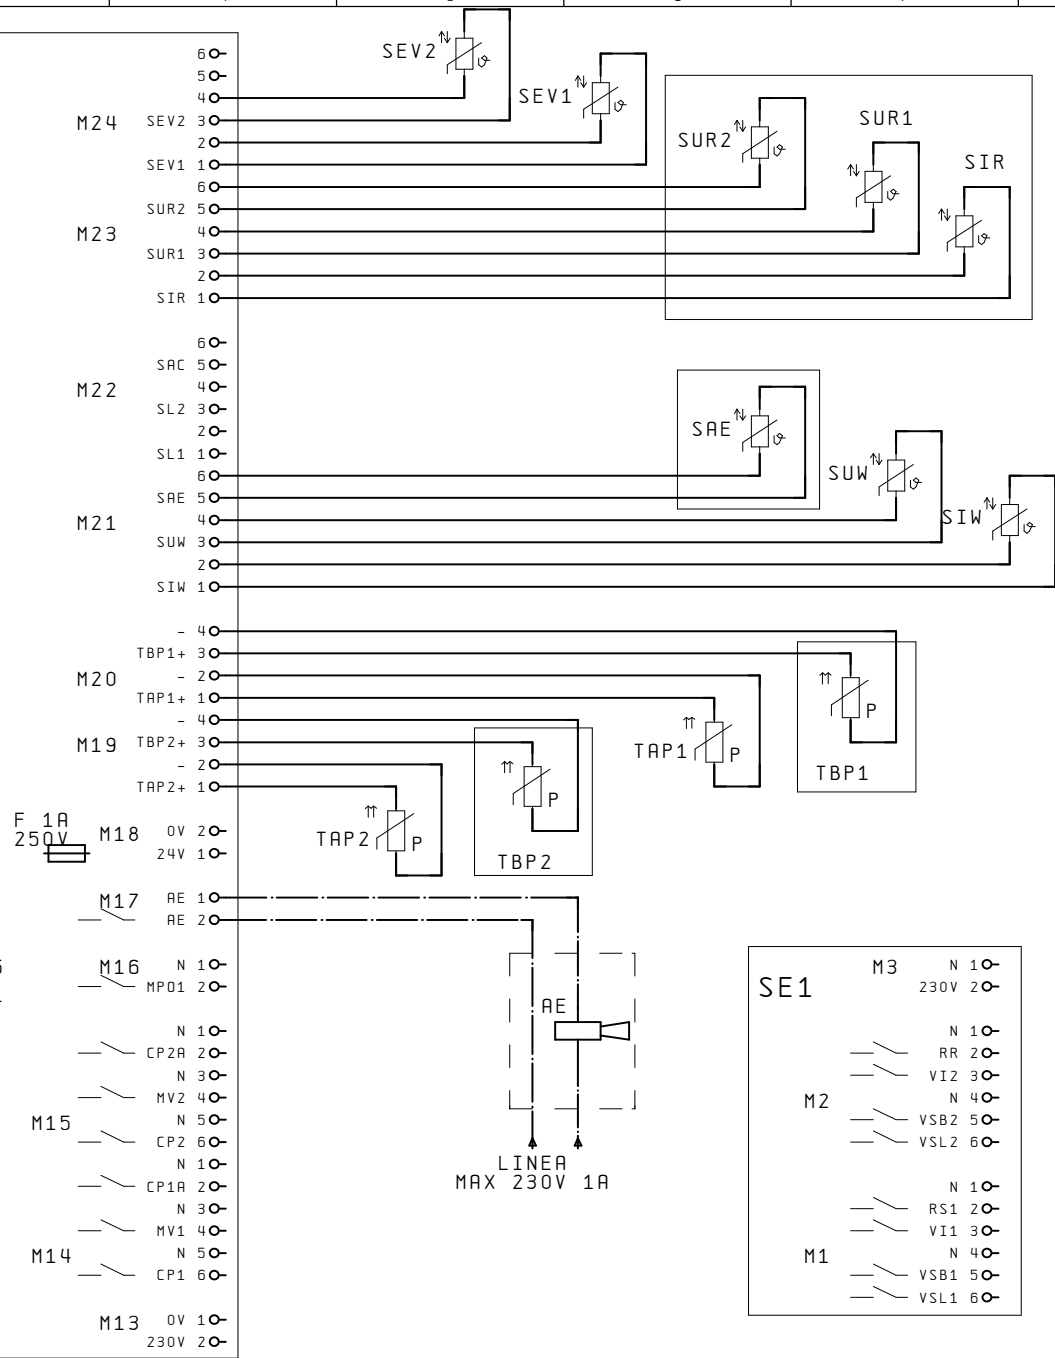 6
5
4
M24 SEV2 3
2
SEV1 1
6
SUR2 5
M23 4
SUR1 3
2
SIR 1
SEV2
SEV1
SUR2
SUR1
SIR
6
SAC 5
M22 4
SL2 3
2
SL1 1
6
SAE 5
M21 4
SUW 3
2
SIW 1
SAE
SUW
SIW
- 4
TBP1+ 3
M20 - 2
TAP1+ 1
- 4
M19 TBP2+ 3
- 2
TAP2+ 1
P
TBP1
TAP1 P
P
TBP2
TAP2 P
F 1A
250V
M18 0V 2
24V 1
M17 AE 1
AE 2
M16 N 1
MPO1 2
N 1
CP2A 2
N 3
MV2 4
M15 N 5
CP2 6
N 1
CP1A 2
N 3
MV1 4
M14 N 5
CP1 6
M13 0V 1
230V 2
AE
LINEA
MAX 230V 1A
SE1
M3 N 1
230V 2
N 1
RR 2
VI2 3
M2 N 4
VSB2 5
VSL2 6
N 1
RS1 2
VI1 3
M1 N 4
VSB1 5
VSL1 6